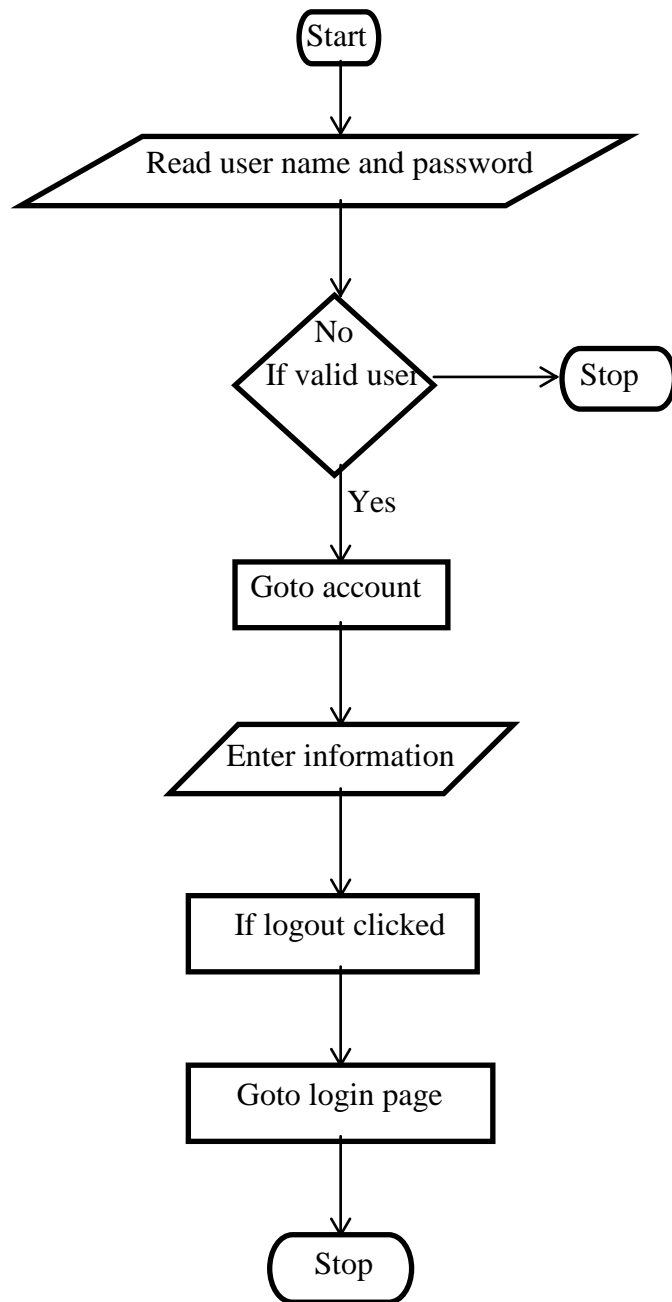 Start
Read user name and password
No
If valid user
Stop
Yes
Goto account
Enter information
If logout clicked
Goto login page
Stop